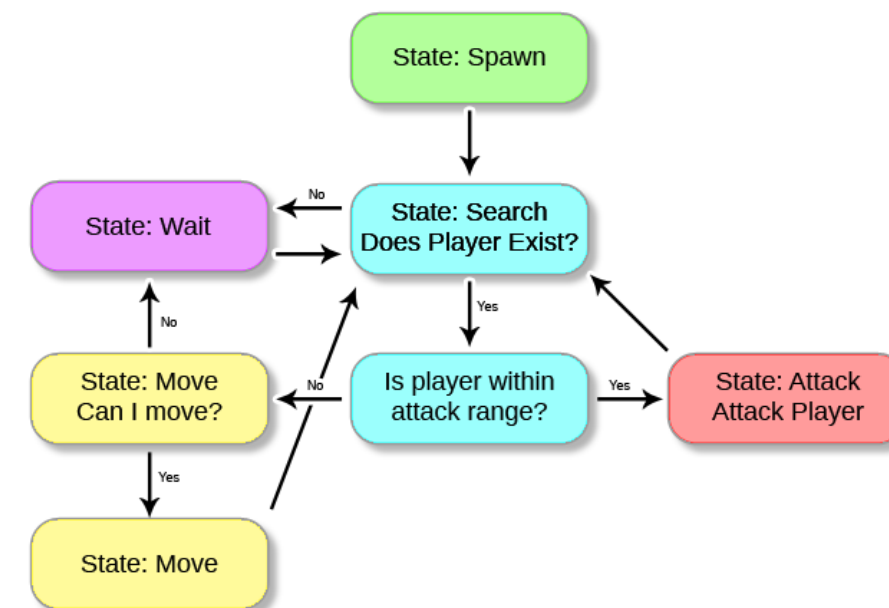 State: Spawn
No
State: Wait
State: Search
Does Player Exist?
No
Yes
State: Move
Can I move?
No
Is player within
attack range?
Yes
State: Attack
Attack Player
Yes
State: Move